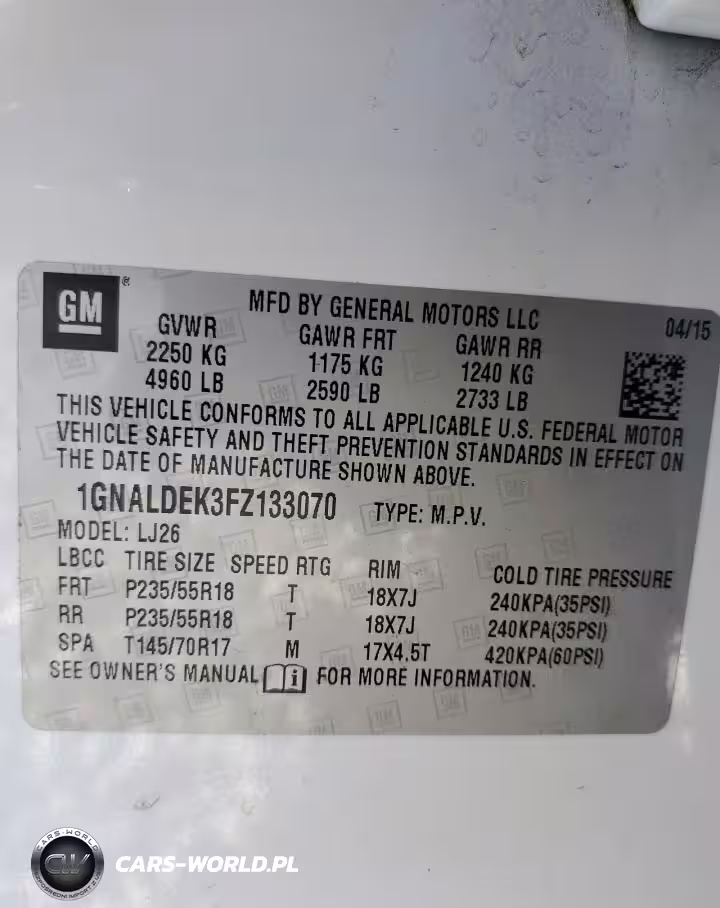 GM®
MFD BY GENERAL MOTORS LLC
04/15
GVWR GAWR FRT GAWR RR
2250 KG 1175 KG 1240 KG
4960 LB 2590 LB 2733 LB
THIS VEHICLE CONFORMS TO ALL APPLICABLE U.S. FEDERAL MOTOR
VEHICLE SAFETY AND THEFT PREVENTION STANDARDS IN EFFECT ON
THE DATE OF MANUFACTURE SHOWN ABOVE.
1GNALDEK3FZ133070 TYPE: M.P.V.
MODEL: LJ26
LBCC TIRE SIZE SPEED RTG RIM COLD TIRE PRESSURE
FRT P235/55R18 T 18X7J 240KPA(35PSI)
RR P235/55R18 T 18X7J 240KPA(35PSI)
SPA T145/70R17 M 17X4.5T 420KPA(60PSI)
SEE OWNER'S MANUAL i FOR MORE INFORMATION.
CARS-WORLD
CW
CARS-WORLD.PL